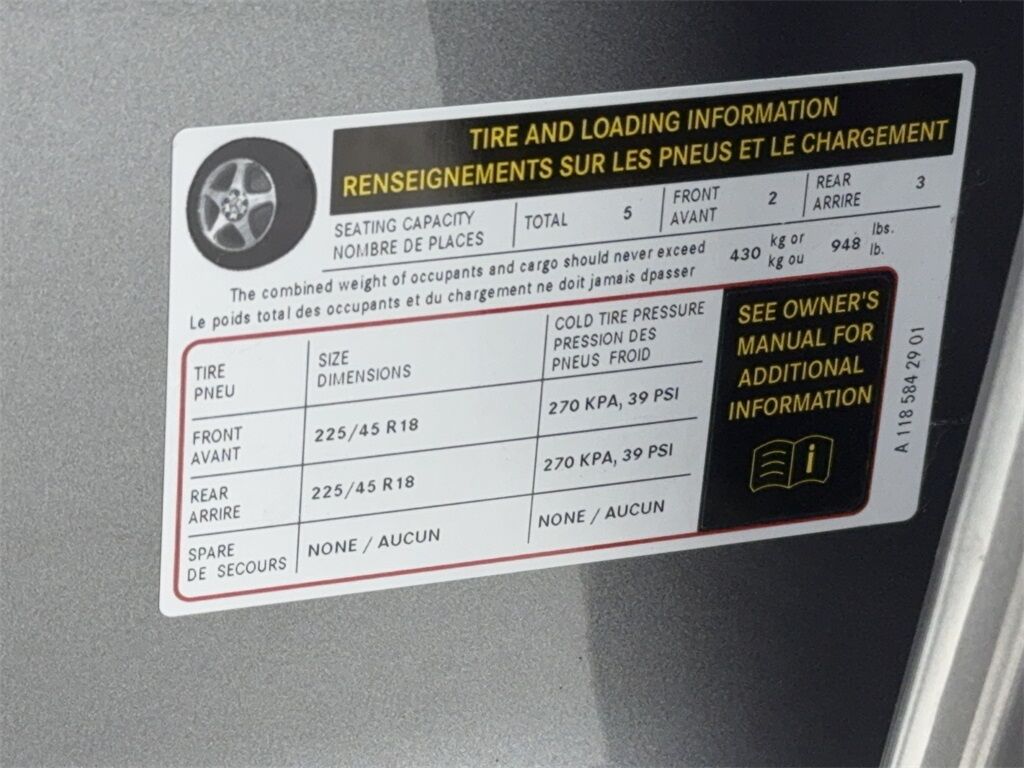 TIRE AND LOADING INFORMATION
RENSEIGNEMENTS SUR LES PNEUS ET LE CHARGEMENT
SEATING CAPACITY
NOMBRE DE PLACES
TOTAL 5
FRONT
AVANT
2
REAR
ARRIRE
3
The combined weight of occupants and cargo should never exceed
Le poids total des occupants et du chargement ne doit jamais dpasser
430
kg or
kg ou
948
lbs.
lb.
TIRE
PNEU
SIZE
DIMENSIONS
COLD TIRE PRESSURE
PRESSION DES
PNEUS FROID
FRONT
AVANT
225/45 R18
270 KPA, 39 PSI
REAR
ARRIRE
225/45 R18
270 KPA, 39 PSI
SPARE
DE SECOURS
NONE / AUCUN
NONE / AUCUN
SEE OWNER'S
MANUAL FOR
ADDITIONAL
INFORMATION
i
A 118 584 29 01